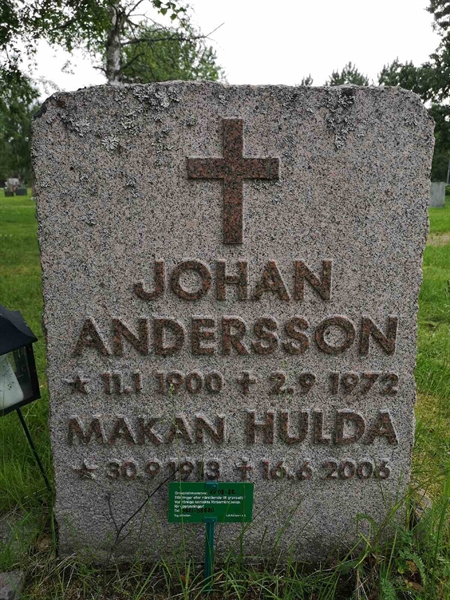 JOHAN
ANDERSSON
★ 11.1 1900 ✝ 2.9 1972
MAKAN HULDA
★ 30.9 1913 ✝ 16.6 2006